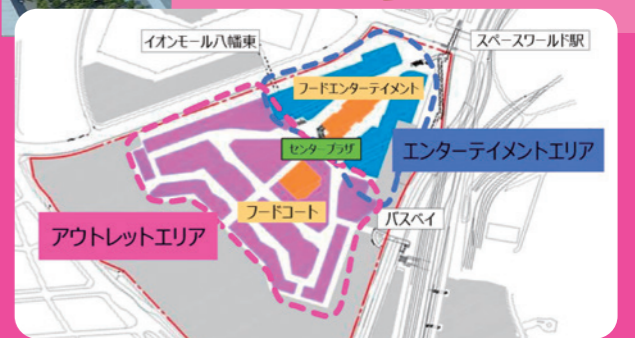 イオンモール八幡東
スペースワールド駅
フードエンターテイメント
センタープラザ
エンターテイメントエリア
フードコート
バスベイ
アウトレットエリア